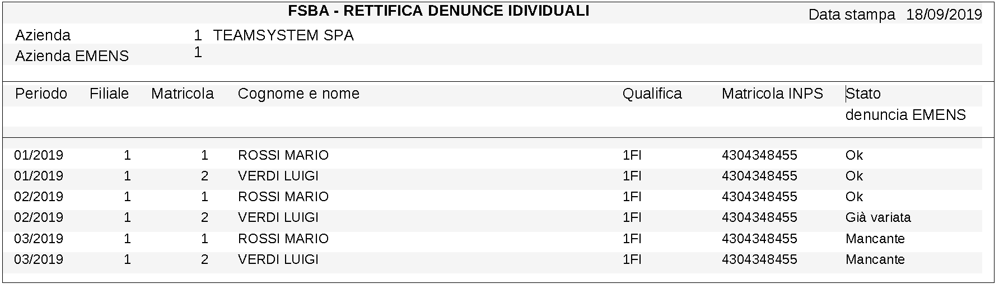 FSBA - RETTIFICA DENUNCE IDIVIDUALI
Data stampa 18/09/2019
Azienda 1 TEAMSYSTEM SPA
Azienda EMENS 1
Periodo Filiale Matricola Cognome e nome Qualifica Matricola INPS Stato
denuncia EMENS
01/2019 1 1 ROSSI MARIO 1FI 4304348455 Ok
01/2019 1 2 VERDI LUIGI 1FI 4304348455 Ok
02/2019 1 1 ROSSI MARIO 1FI 4304348455 Ok
02/2019 1 2 VERDI LUIGI 1FI 4304348455 Già variata
03/2019 1 1 ROSSI MARIO 1FI 4304348455 Mancante
03/2019 1 2 VERDI LUIGI 1FI 4304348455 Mancante